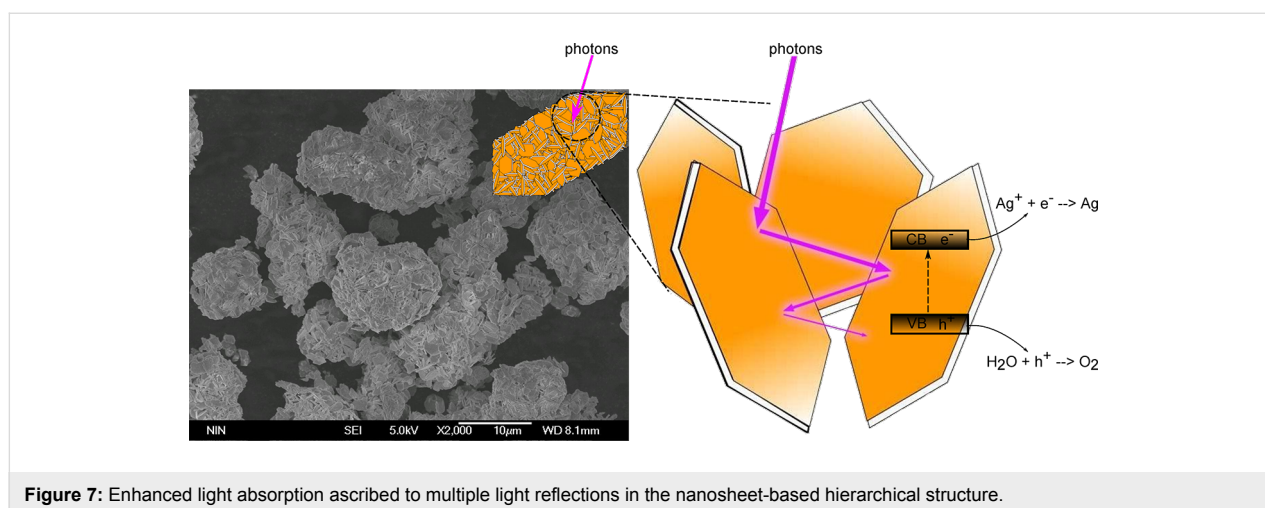 photons
photons
Ag⁺ + e⁻ --> Ag
CB e⁻
VB h⁺
H₂O + h⁺ --> O₂
NIN SEI 5.0kV X2,000 10μm WD 8.1mm
Figure 7: Enhanced light absorption ascribed to multiple light reflections in the nanosheet-based hierarchical structure.